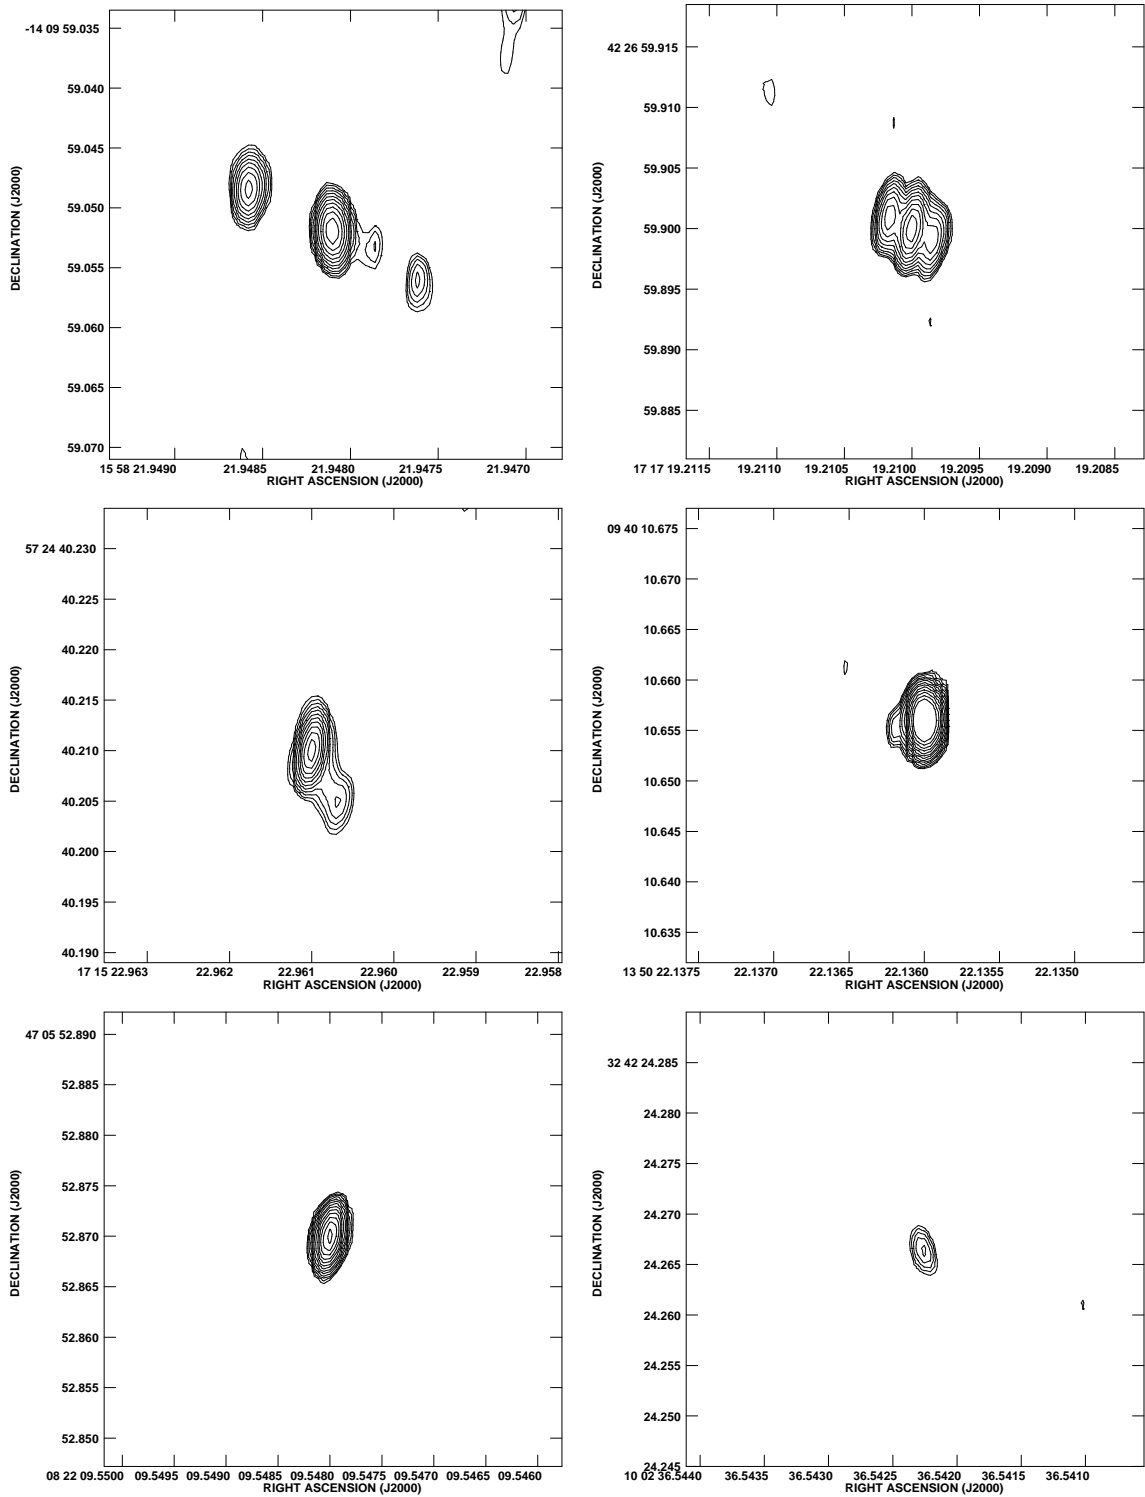 -14 09 59.035
59.040
59.045
59.050
59.055
59.060
59.065
59.070
DECLINATION (J2000)
15 58 21.9490 21.9485 21.9480 21.9475 21.9470
RIGHT ASCENSION (J2000)
42 26 59.915
59.910
59.905
59.900
59.895
59.890
59.885
DECLINATION (J2000)
17 17 19.2115 19.2110 19.2105 19.2100 19.2095 19.2090 19.2085
RIGHT ASCENSION (J2000)
57 24 40.230
40.225
40.220
40.215
40.210
40.205
40.200
40.195
40.190
DECLINATION (J2000)
17 15 22.963 22.962 22.961 22.960 22.959 22.958
RIGHT ASCENSION (J2000)
09 40 10.675
10.670
10.665
10.660
10.655
10.650
10.645
10.640
10.635
DECLINATION (J2000)
13 50 22.1375 22.1370 22.1365 22.1360 22.1355 22.1350
RIGHT ASCENSION (J2000)
47 05 52.890
52.885
52.880
52.875
52.870
52.865
52.860
52.855
52.850
DECLINATION (J2000)
08 22 09.5500 09.5495 09.5490 09.5485 09.5480 09.5475 09.5470 09.5465 09.5460
RIGHT ASCENSION (J2000)
32 42 24.285
24.280
24.275
24.270
24.265
24.260
24.255
24.250
24.245
DECLINATION (J2000)
10 02 36.5440 36.5435 36.5430 36.5425 36.5420 36.5415 36.5410
RIGHT ASCENSION (J2000)